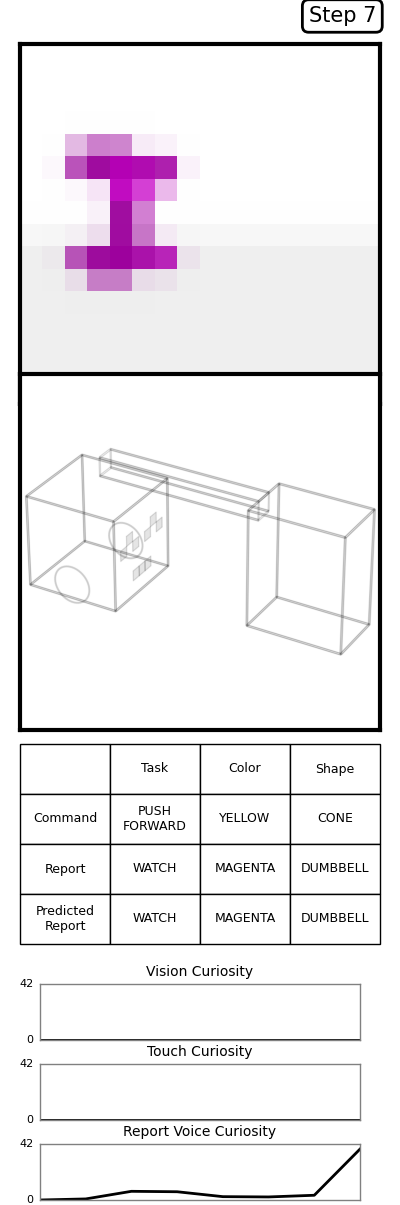 Step 7
Task Color Shape
Command PUSH FORWARD YELLOW CONE
Report WATCH MAGENTA DUMBBELL
Predicted Report WATCH MAGENTA DUMBBELL
Vision Curiosity
42
0
Touch Curiosity
42
0
Report Voice Curiosity
42
0